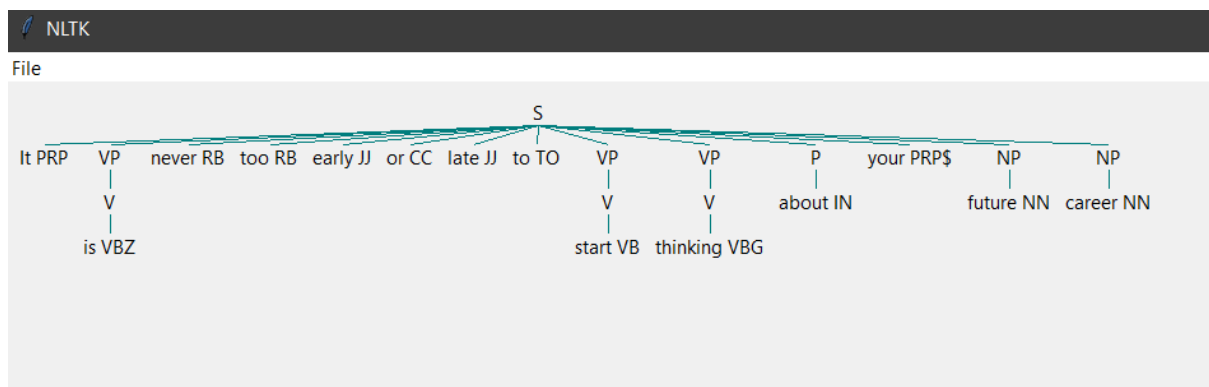 NLTK
File
S
It PRP VP never RB too RB early JJ or CC late JJ to TO VP VP P your PRP$ NP NP
V V V about IN future NN career NN
is VBZ start VB thinking VBG